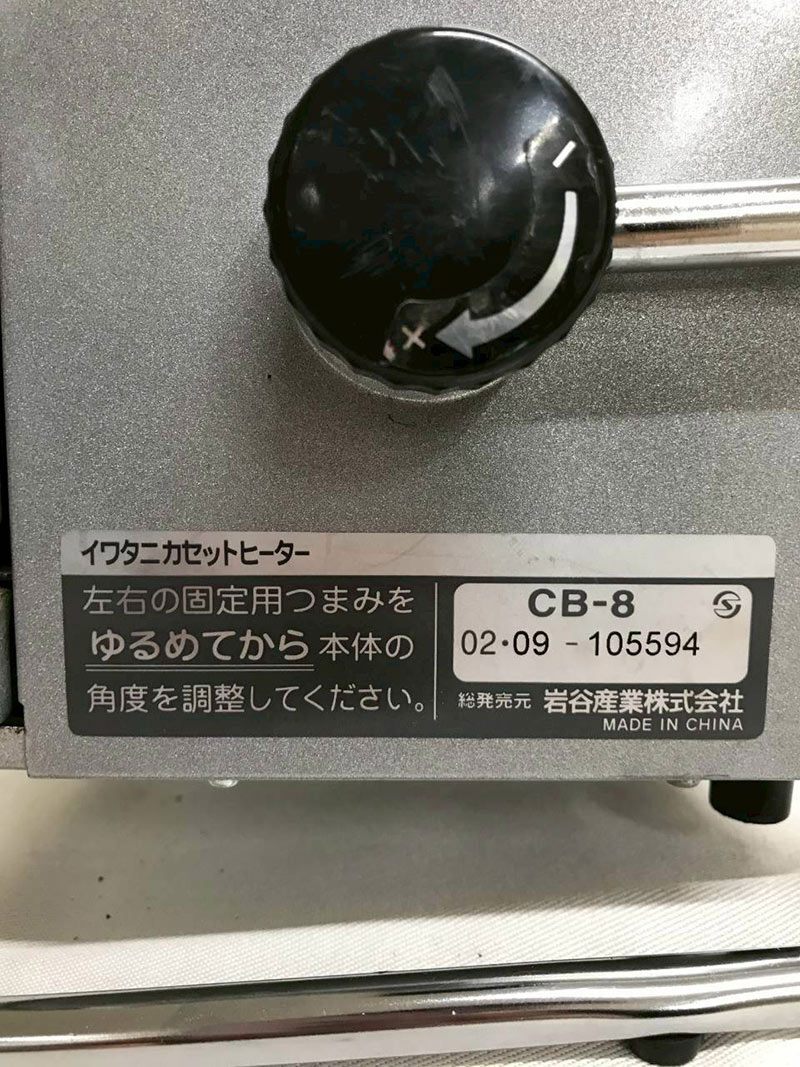 イワタニカセットヒーター
左右の固定用つまみを
ゆるめてから本体の
角度を調整してください。
CB-8
02・09 - 105594
総発売元 岩谷産業株式会社
MADE IN CHINA